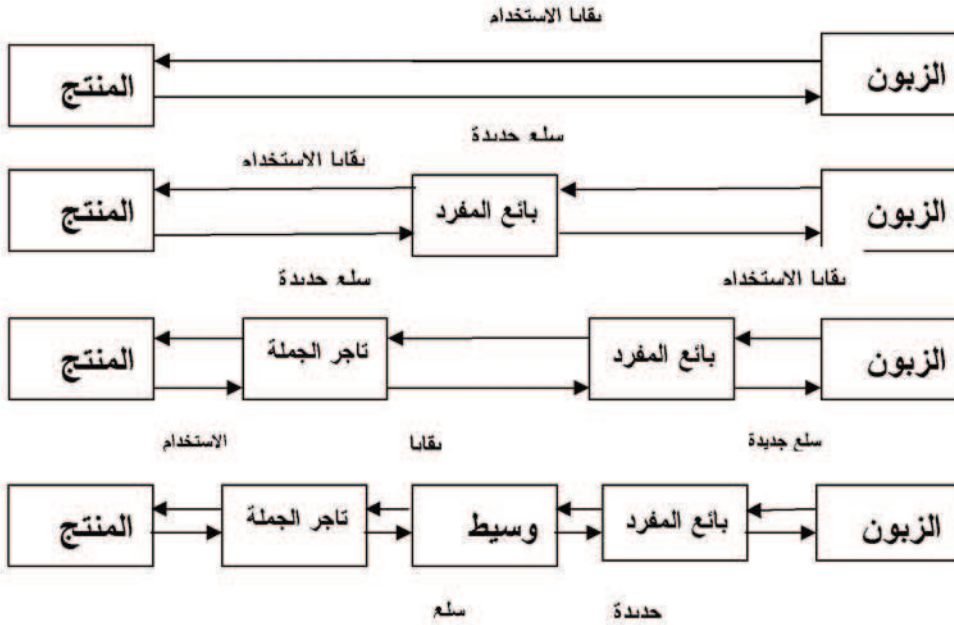 بقايا الاستخدام
الزبون
المنتج
سلع جديدة
بقايا الاستخدام
الزبون
بائع المفرد
المنتج
بقايا الاستخدام
سلع جديدة
الزبون
بائع المفرد
تاجر الجملة
المنتج
سلع جديدة
بقايا
الاستخدام
الزبون
بائع المفرد
وسيط
تاجر الجملة
المنتج
جديدة
سلع